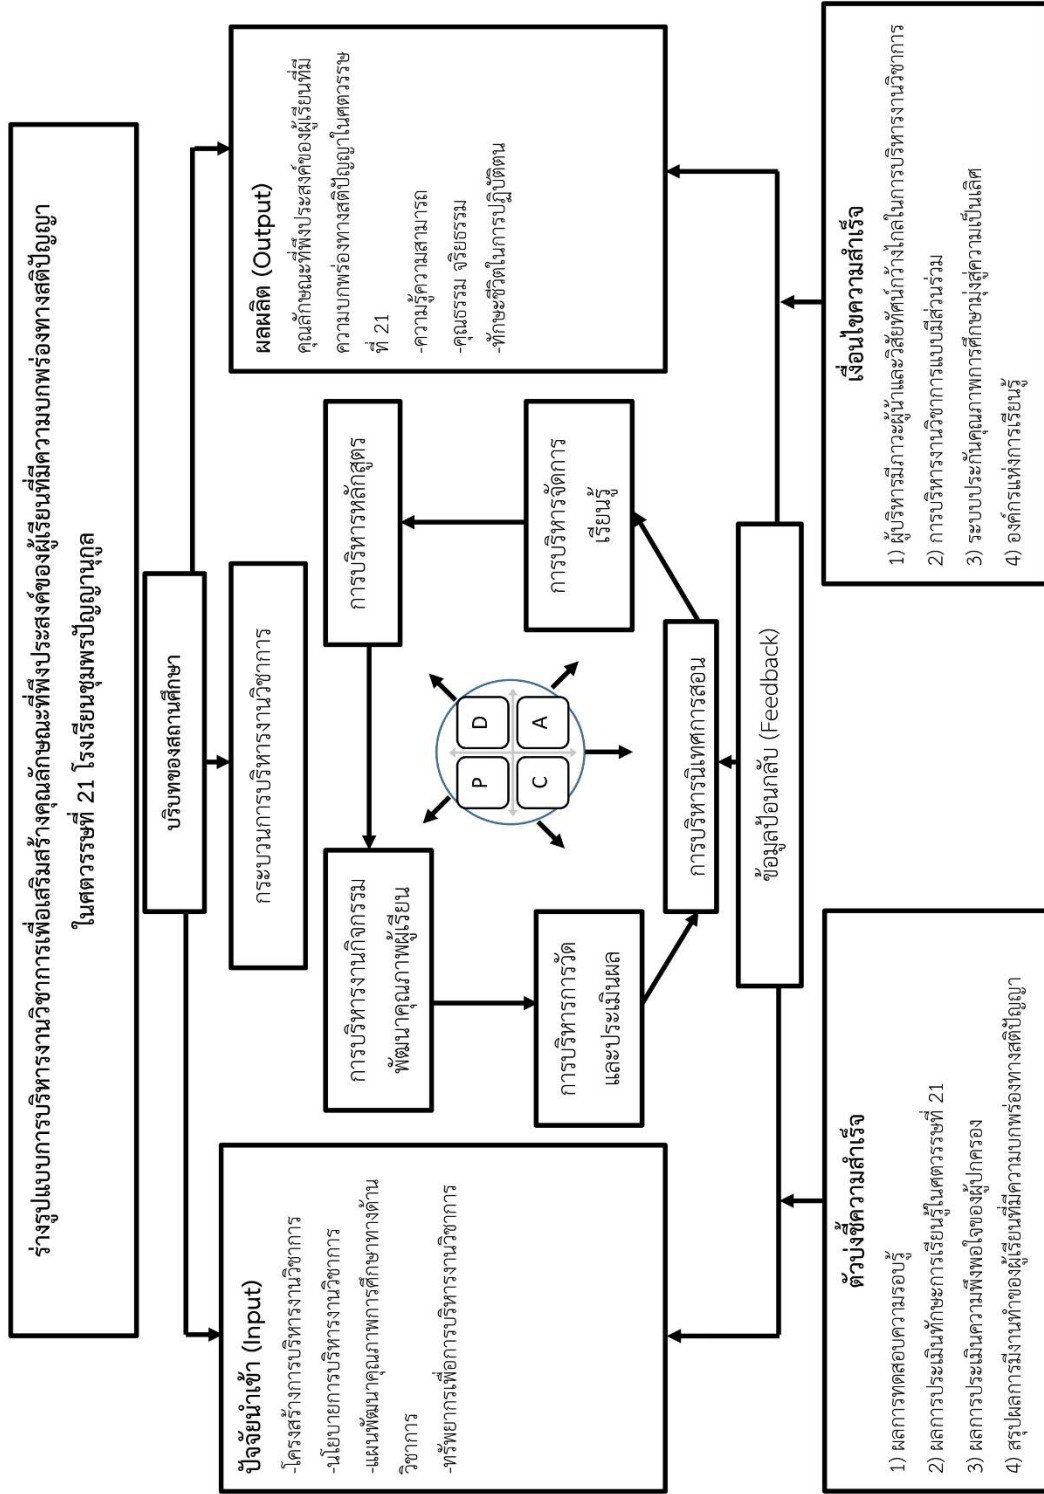 ร่างรูปแบบการบริหารงานวิชาการเพื่อเสริมสร้างคุณลักษณะที่พึงประสงค์ของผู้เรียนที่มีความบกพร่องทางสติปัญญา
ในศตวรรษที่ 21 โรงเรียนชุมพรปัญญานุกูล
บริบทของสถานศึกษา
ปัจจัยนำเข้า (Input)
-โครงสร้างการบริหารงานวิชาการ
-นโยบายการบริหารงานวิชาการ
-แผนพัฒนาคุณภาพการศึกษาทางด้าน
วิชาการ
-ทรัพยากรเพื่อการบริหารงานวิชาการ
กระบวนการบริหารงานวิชาการ
การบริหารหลักสูตร
การบริหารงานกิจกรรม
พัฒนาคุณภาพผู้เรียน
การบริหารการวัด
และประเมินผล
การบริหารนิเทศการสอน
การบริหารจัดการ
เรียนรู้
P
D
C
A
ผลผลิต (Output)
คุณลักษณะที่พึงประสงค์ของผู้เรียนที่มี
ความบกพร่องทางสติปัญญาในศตวรรษ
ที่ 21
-ความรู้ความสามารถ
-คุณธรรม จริยธรรม
-ทักษะชีวิตในการปฏิบัติตน
ข้อมูลป้อนกลับ (Feedback)
ตัวบ่งชี้ความสำเร็จ
1) ผลการทดสอบความรอบรู้
2) ผลการประเมินทักษะการเรียนรู้ในศตวรรษที่ 21
3) ผลการประเมินความพึงพอใจของผู้ปกครอง
4) สรุปผลการมีงานทำของผู้เรียนที่มีความบกพร่องทางสติปัญญา
เงื่อนไขความสำเร็จ
1) ผู้บริหารมีภาวะผู้นำและวิสัยทัศน์กว้างไกลในการบริหารงานวิชาการ
2) การบริหารงานวิชาการแบบมีส่วนร่วม
3) ระบบประกันคุณภาพการศึกษามุ่งสู่ความเป็นเลิศ
4) องค์กรแห่งการเรียนรู้